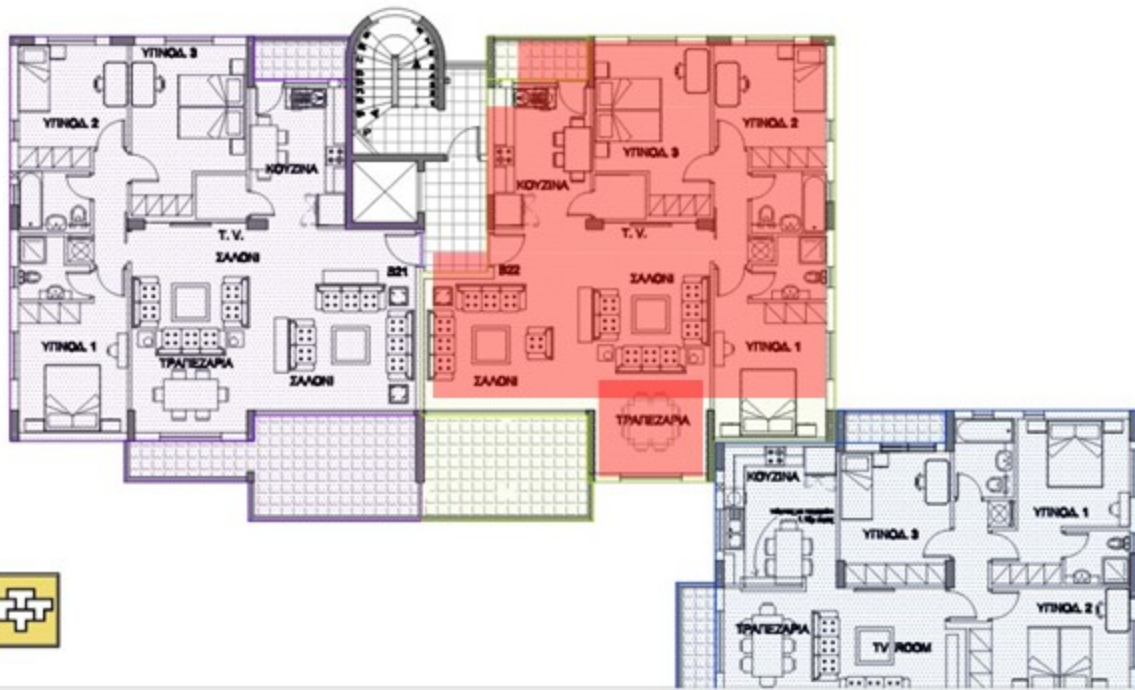 ΥΠΝΟΔ. 3
ΥΠΝΟΔ. 2
ΚΟΥΖΙΝΑ
T. V.
ΣΑΛΟΝΙ
B21
ΥΠΝΟΔ. 1
ΤΡΑΠΕΖΑΡΙΑ
ΣΑΛΟΝΙ
ΥΠΝΟΔ. 2
ΥΠΝΟΔ. 3
ΚΟΥΖΙΝΑ
T. V.
B22
ΣΑΛΟΝΙ
ΥΠΝΟΔ. 1
ΣΑΛΟΝΙ
ΤΡΑΠΕΖΑΡΙΑ
ΚΟΥΖΙΝΑ
ΥΠΝΟΔ. 1
ΥΠΝΟΔ. 3
ΥΠΝΟΔ. 2
ΤΡΑΠΕΖΑΡΙΑ
TV ROOM